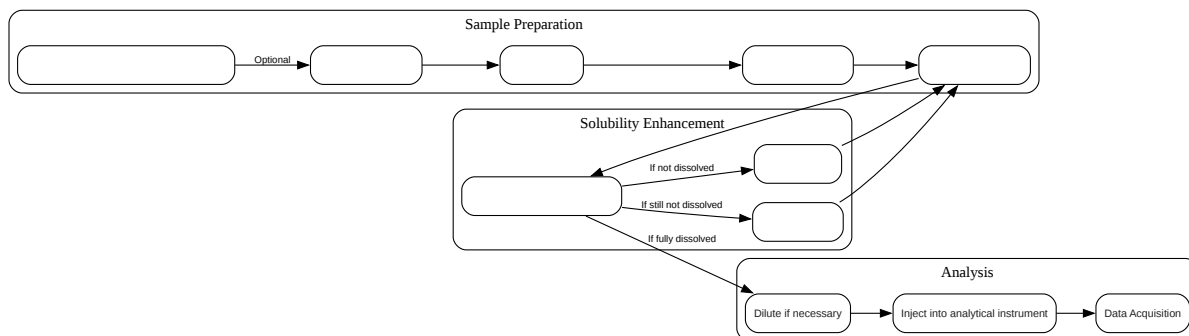 Sample Preparation
Optional
Solubility Enhancement
If not dissolved
If still not dissolved
If fully dissolved
Analysis
Dilute if necessary
Inject into analytical instrument
Data Acquisition